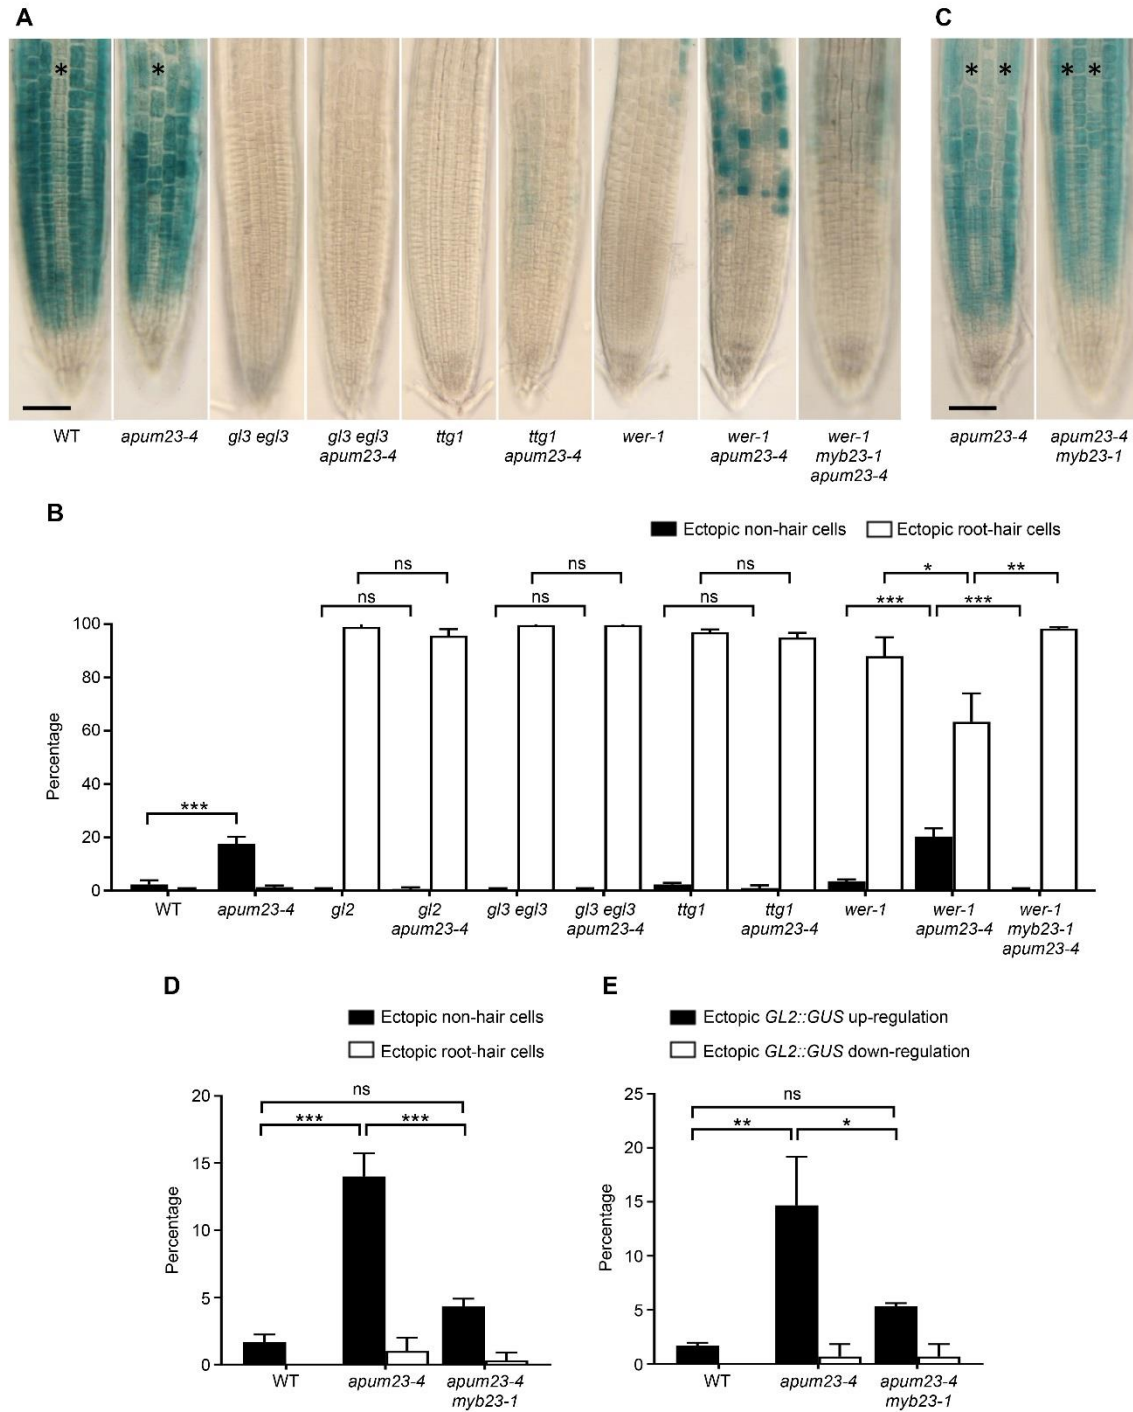 A
C
* * * * * *
WT apum23-4 gl3 egl3 gl3 egl3 ttg1 ttg1 wer-1 wer-1 wer-1 apum23-4 apum23-4
apum23-4 apum23-4 apum23-4 myb23-1 myb23-1
apum23-4
B
Ectopic non-hair cells Ectopic root-hair cells
ns ns ns * **
ns ns ns *** ***
***
Percentage
100
80
60
40
20
0
WT apum23-4 gl2 gl2 gl3 egl3 gl3 egl3 ttg1 ttg1 wer-1 wer-1 wer-1
apum23-4 apum23-4 apum23-4 apum23-4 myb23-1
apum23-4
D
Ectopic non-hair cells
Ectopic root-hair cells
ns
*** ***
Percentage
20
15
10
5
0
WT apum23-4 apum23-4
myb23-1
E
Ectopic GL2::GUS up-regulation
Ectopic GL2::GUS down-regulation
ns
** *
Percentage
25
20
15
10
5
0
WT apum23-4 apum23-4
myb23-1